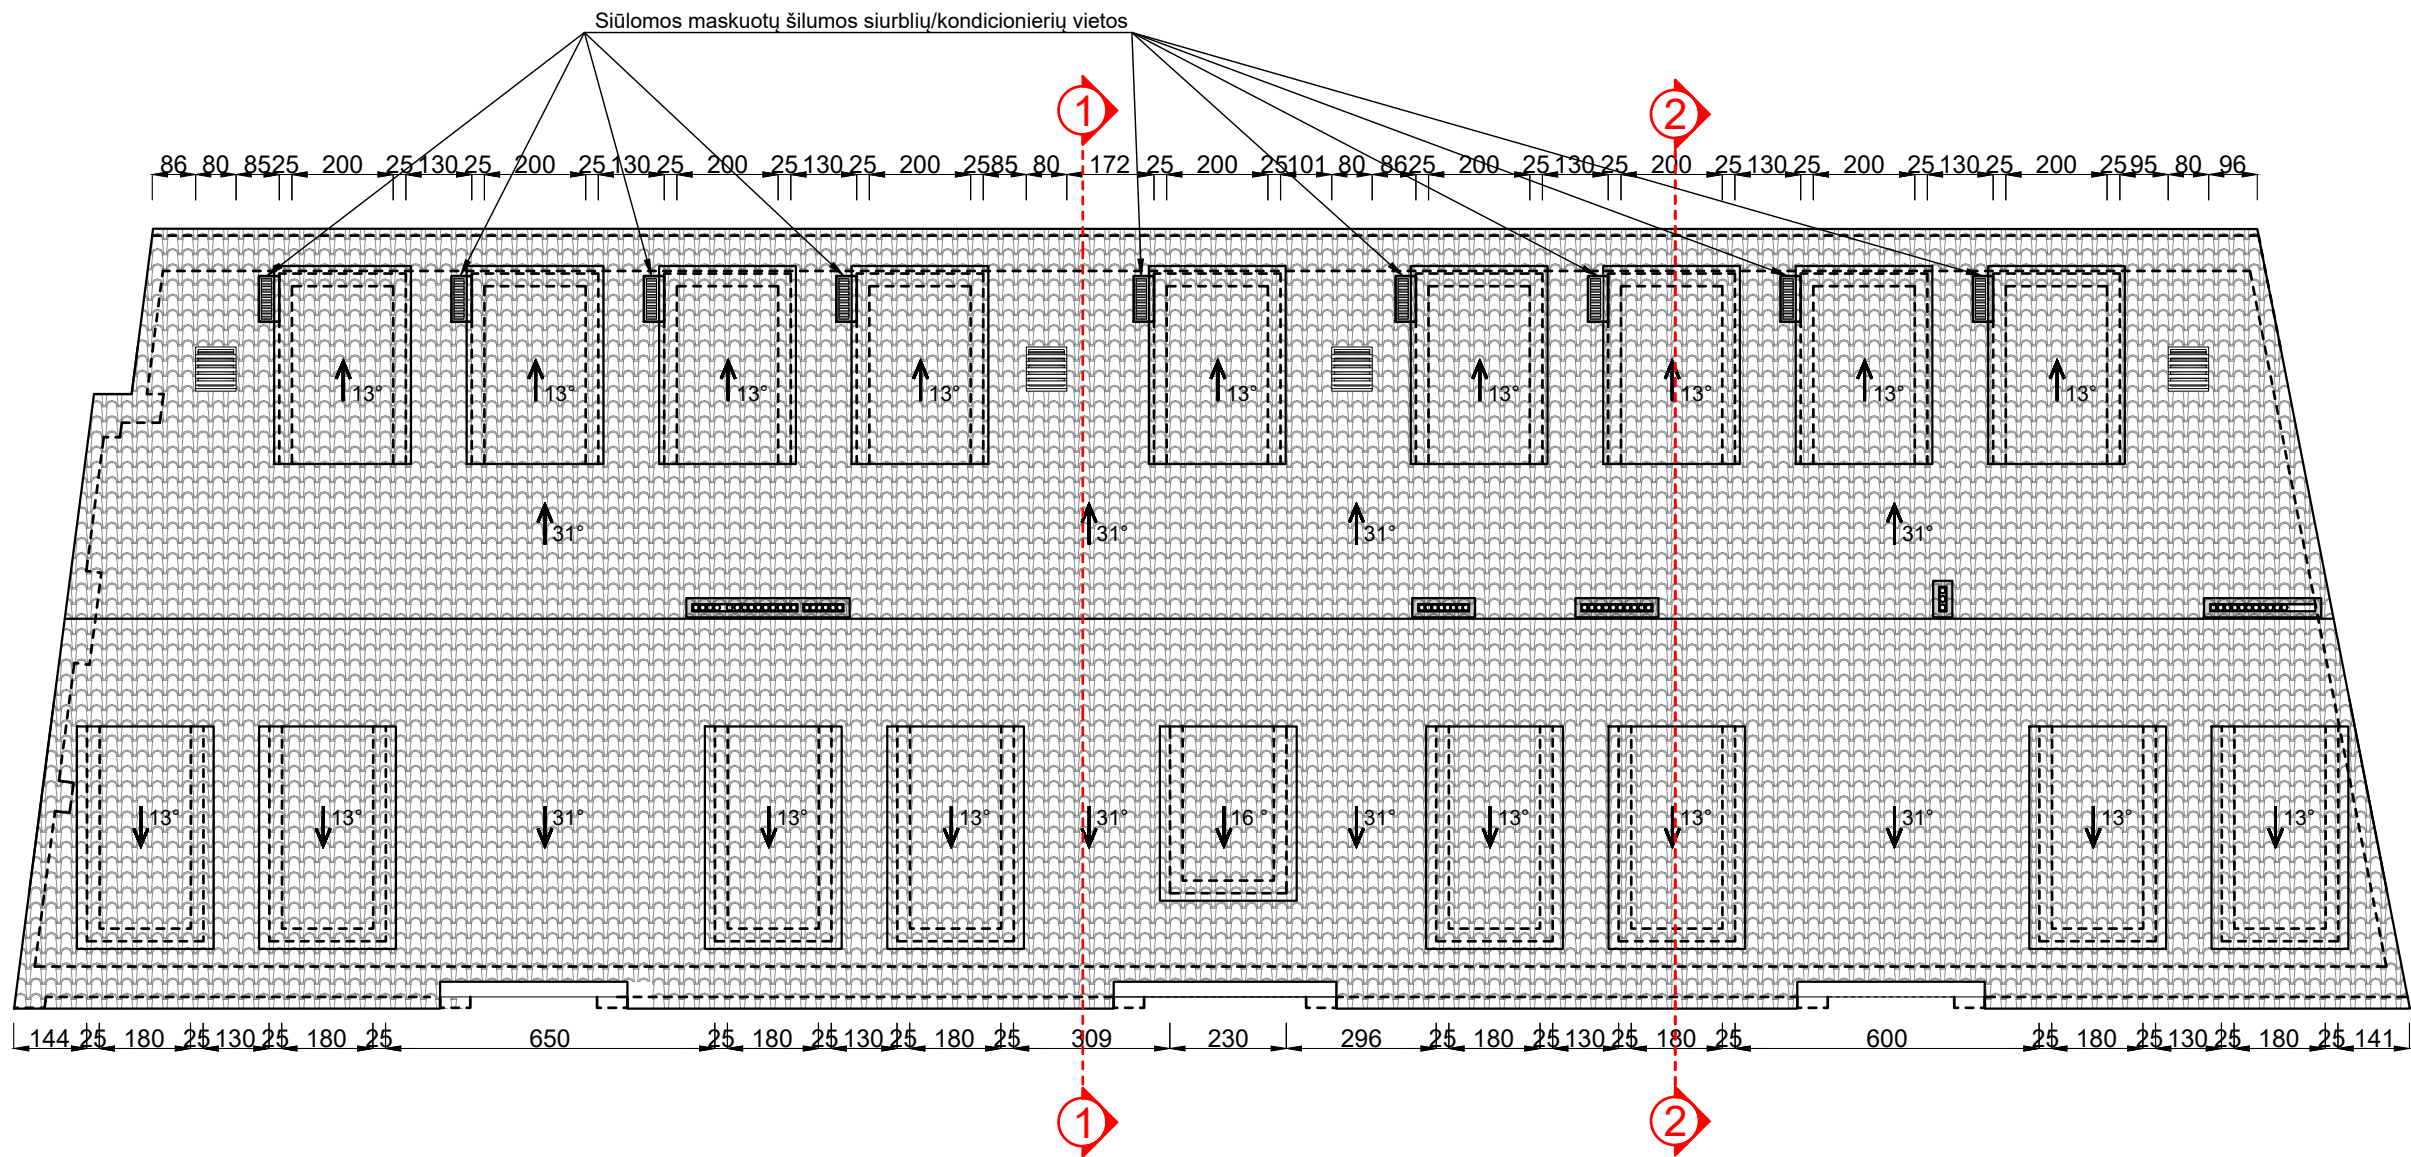 Siūlomos maskuotų šilumos siurblių/kondicionierių vietos
1 2
86 80 85 25 200 25 130 25 200 25 130 25 200 25 130 25 200 25 85 80 172 25 200 25 101 80 86 25 200 25 130 25 200 25 130 25 200 25 130 25 200 25 95 80 96
13° 13° 13° 13° 13° 13° 13° 13° 13°
31° 31° 31° 31°
13° 13° 31° 13° 13° 31° 16 ° 31° 13° 13° 31° 13° 13°
144 25 180 25 130 25 180 25 650 25 180 25 130 25 180 25 309 230 296 25 180 25 130 25 180 25 600 25 180 25 130 25 180 25 141
1 2